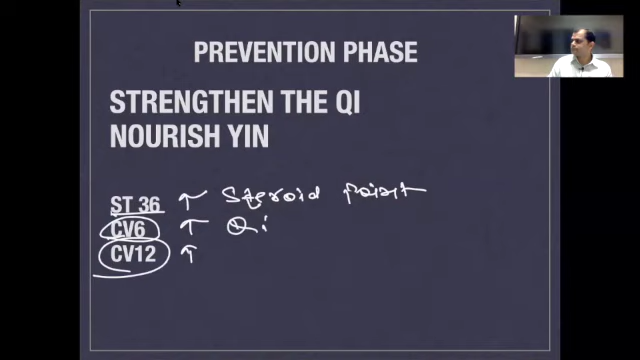 PREVENTION PHASE
STRENGTHEN THE QI
NOURISH YIN
ST 36 ↑ Steroid Point
CV6 ↑ Qi
CV12 ↑